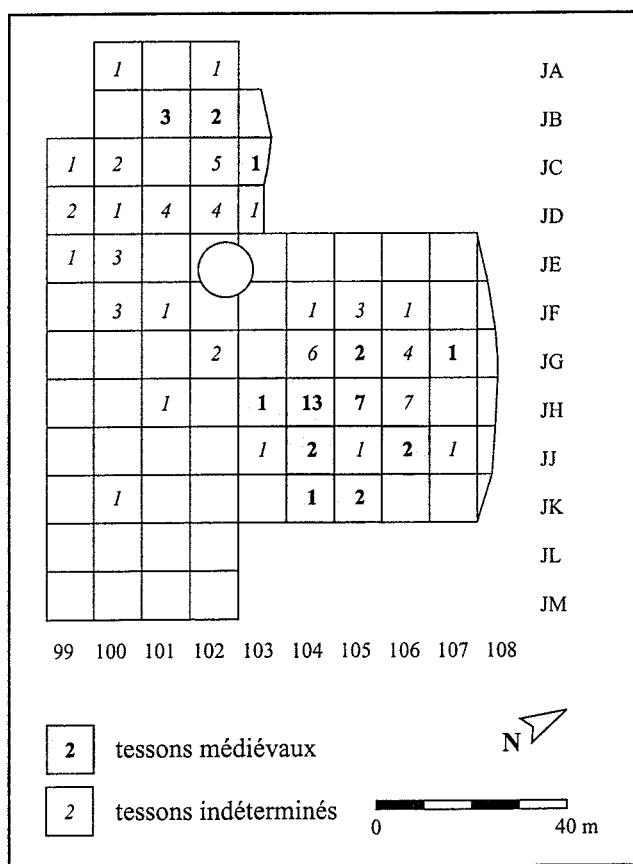 1 1 JA
3 2 JB
1 2 5 1 JC
2 1 4 4 1 JD
1 3 JE
3 1 1 3 1 JF
2 6 2 4 1 JG
1 1 13 7 7 JH
1 2 1 2 1 JJ
1 1 2 JK
JL
JM
99 100 101 102 103 104 105 106 107 108
2 tessons médiévaux
N
2 tessons indéterminés
0 40 m